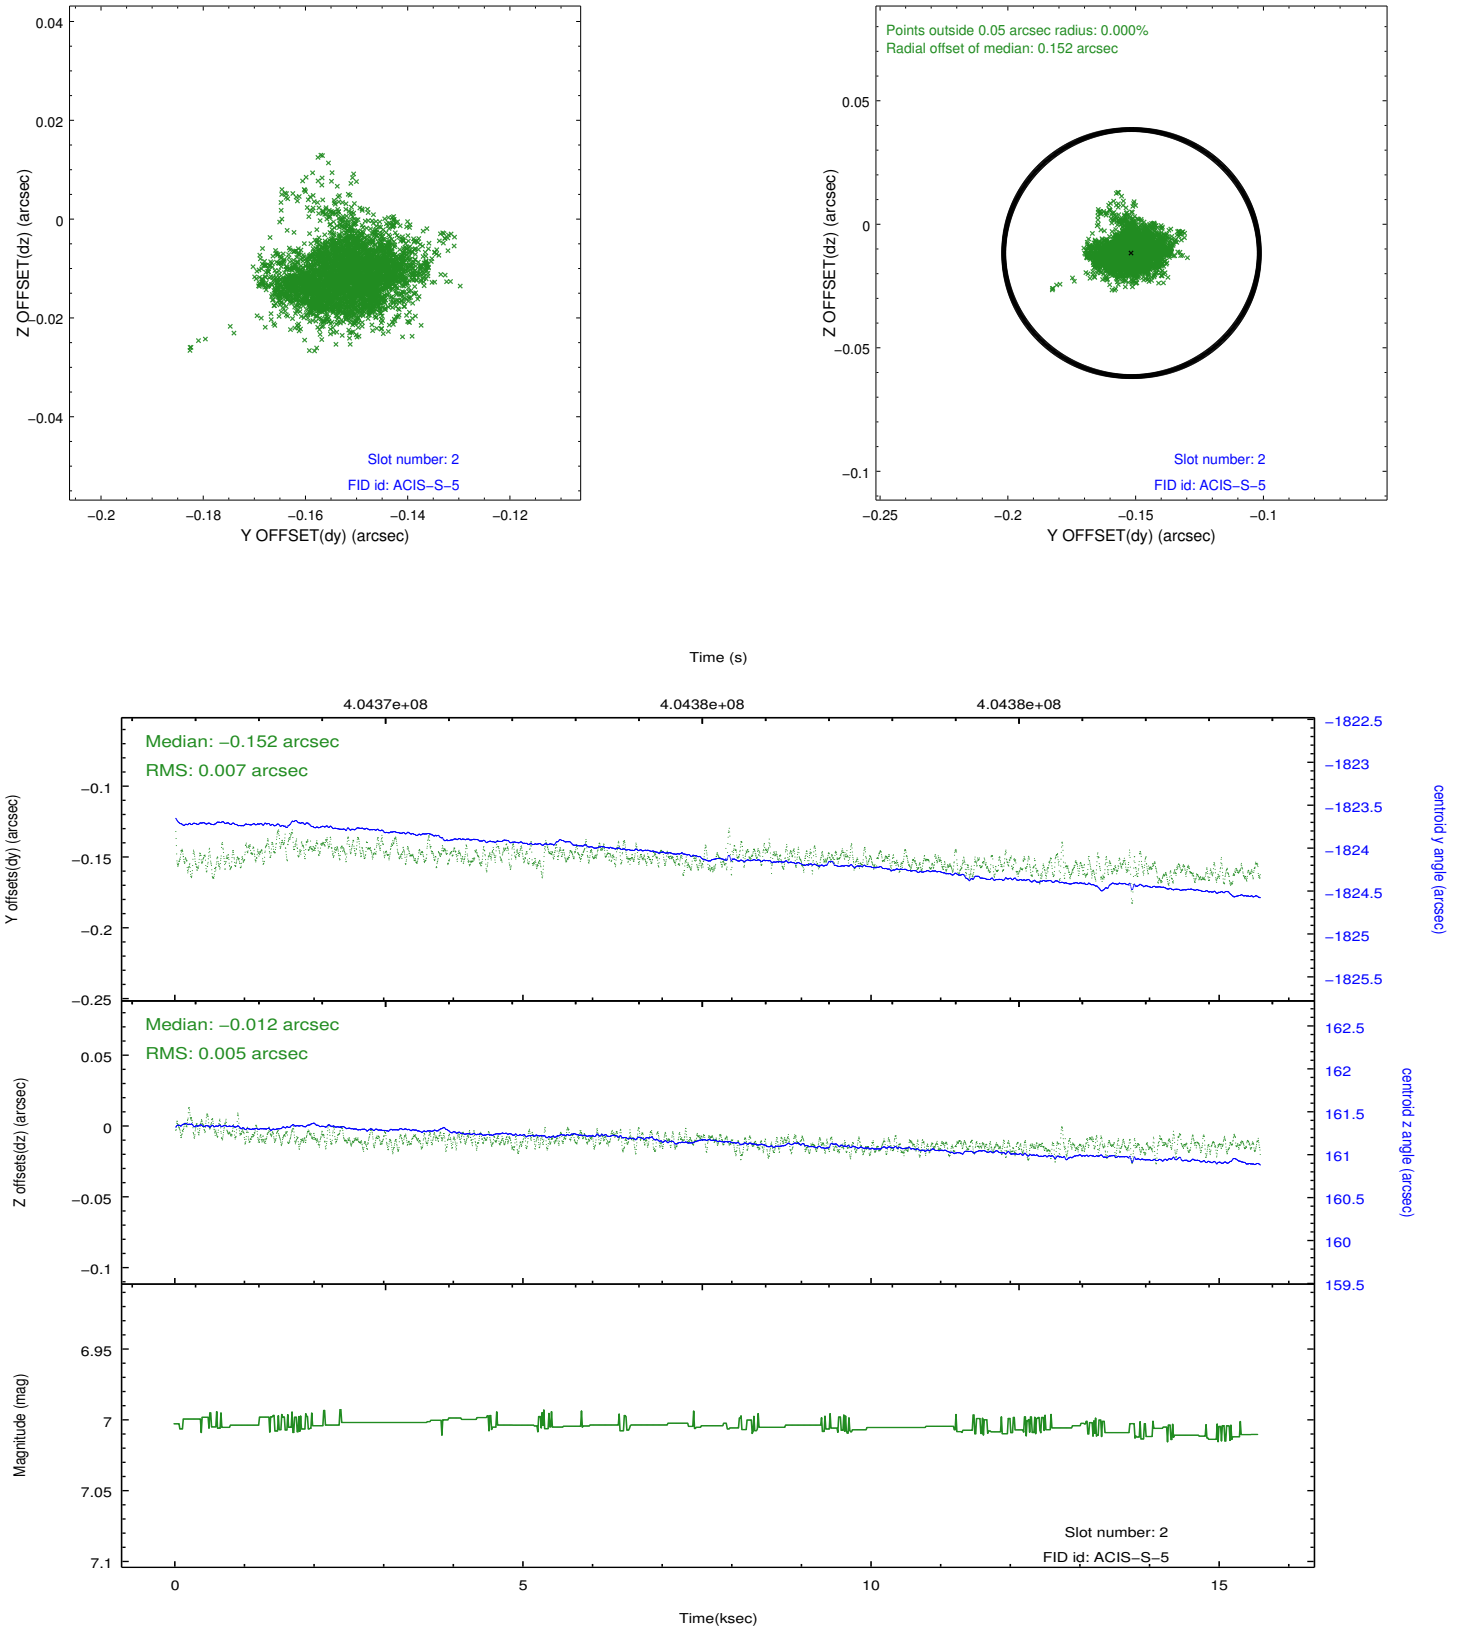 0.04
0.02
0
−0.02
−0.04
Z OFFSET(dz) (arcsec)
Slot number: 2
FID id: ACIS−S−5
−0.2 −0.18 −0.16 −0.14 −0.12
Y OFFSET(dy) (arcsec)
Points outside 0.05 arcsec radius: 0.000%
Radial offset of median: 0.152 arcsec
0.05
0
−0.05
−0.1
Z OFFSET(dz) (arcsec)
Slot number: 2
FID id: ACIS−S−5
−0.25 −0.2 −0.15 −0.1
Y OFFSET(dy) (arcsec)
Time (s)
4.0437e+08 4.0438e+08 4.0438e+08
Median: −0.152 arcsec
RMS: 0.007 arcsec
−0.1
−0.15
−0.2
−0.25
Y offsets(dy) (arcsec)
−1822.5
−1823
−1823.5
−1824
−1824.5
−1825
−1825.5
centroid y angle (arcsec)
Median: −0.012 arcsec
RMS: 0.005 arcsec
0.05
0
−0.05
−0.1
Z offsets(dz) (arcsec)
162.5
162
161.5
161
160.5
160
159.5
centroid z angle (arcsec)
6.95
7
7.05
7.1
Magnitude (mag)
Slot number: 2
FID id: ACIS−S−5
0 5 10 15
Time(ksec)